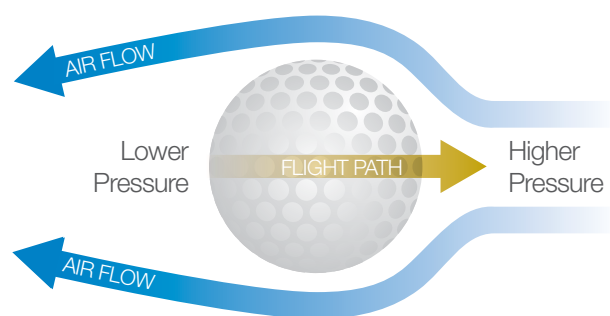 AIR FLOW
Lower
Pressure
FLIGHT PATH
Higher
Pressure
AIR FLOW